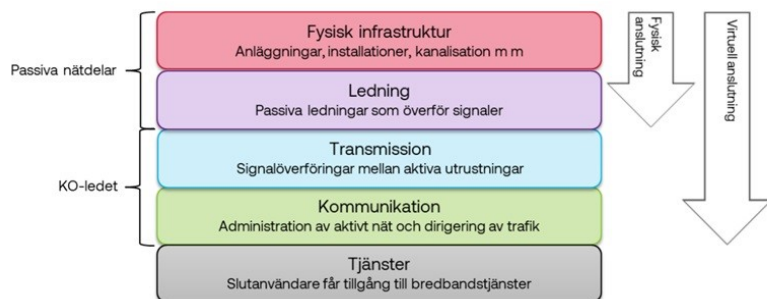 Fysisk infrastruktur
Anläggningar, installationer, kanalisation m m
Passiva nätdelar
Ledning
Passiva ledningar som överför signaler
Transmission
Signalöverföringar mellan aktiva utrustningar
KO-ledet
Kommunikation
Administration av aktivt nät och dirigering av trafik
Tjänster
Slutanvändare får tillgång till bredbandstjänster
Fysisk
anslutning
Virtuell anslutning